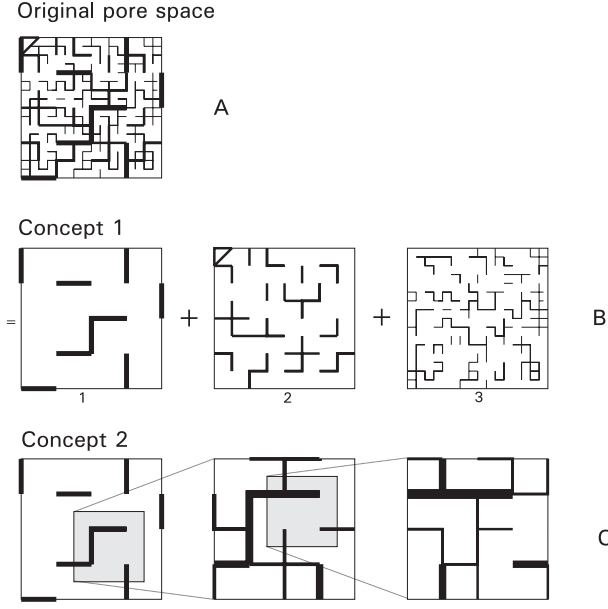 Original pore space
A
Concept 1
= + + B
1 2 3
Concept 2
C